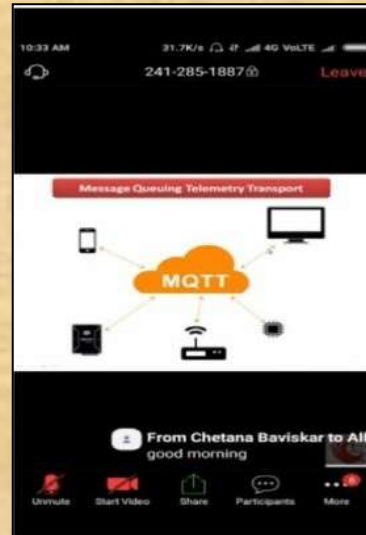 10:33 AM 31.7K/s 4G VoLTE
241-285-1887 Leave
Message Queuing Telemetry Transport
MQTT
From Chetana Baviskar to All
good morning
Unmute Start Video Share Participants More